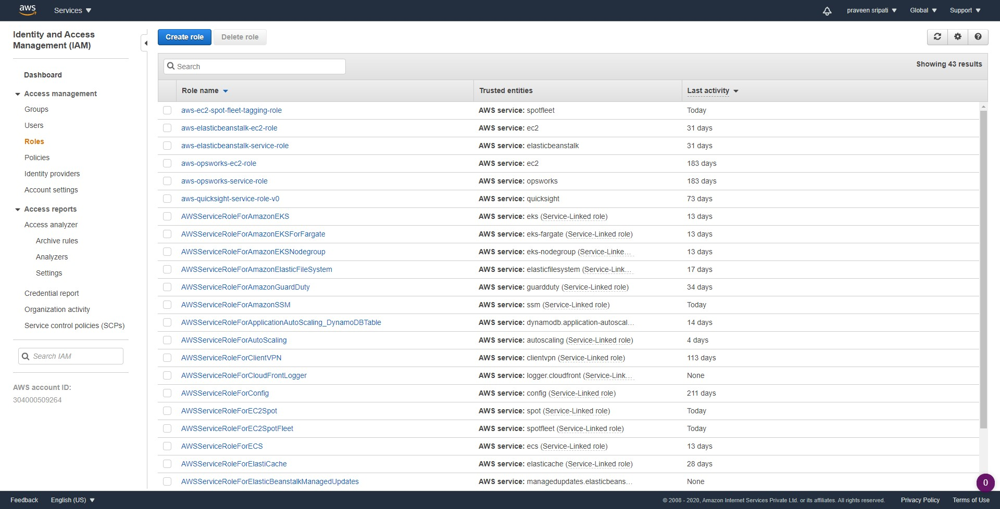 aws Services praveen sripati Global Support
Identity and Access
Management (IAM)
Dashboard
Access management
Groups
Users
Roles
Policies
Identity providers
Account settings
Access reports
Access analyzer
Archive rules
Analyzers
Settings
Credential report
Organization activity
Service control policies (SCPs)
Search IAM
AWS account ID:
304000509264
Create role Delete role
Search Showing 43 results
Role name Trusted entities Last activity
aws-ec2-spot-fleet-tagging-role AWS service: spotfleet Today
aws-elasticbeanstalk-ec2-role AWS service: ec2 31 days
aws-elasticbeanstalk-service-role AWS service: elasticbeanstalk 31 days
aws-opsworks-ec2-role AWS service: ec2 183 days
aws-opsworks-service-role AWS service: opsworks 183 days
aws-quicksight-service-role-v0 AWS service: quicksight 73 days
AWSServiceRoleForAmazonEKS AWS service: eks (Service-Linked role) 13 days
AWSServiceRoleForAmazonEKSForFargate AWS service: eks-fargate (Service-Linked role) 13 days
AWSServiceRoleForAmazonEKSNodegroup AWS service: eks-nodegroup (Service-Linke... 13 days
AWSServiceRoleForAmazonElasticFileSystem AWS service: elasticfilesystem (Service-Link... 17 days
AWSServiceRoleForAmazonGuardDuty AWS service: guardduty (Service-Linked role) 34 days
AWSServiceRoleForAmazonSSM AWS service: ssm (Service-Linked role) Today
AWSServiceRoleForApplicationAutoScaling_DynamoDBTable AWS service: dynamodb.application-autoscal... 14 days
AWSServiceRoleForAutoScaling AWS service: autoscaling (Service-Linked role) 4 days
AWSServiceRoleForClientVPN AWS service: clientvpn (Service-Linked role) 113 days
AWSServiceRoleForCloudFrontLogger AWS service: logger.cloudfront (Service-Link... None
AWSServiceRoleForConfig AWS service: config (Service-Linked role) 211 days
AWSServiceRoleForEC2Spot AWS service: spot (Service-Linked role) Today
AWSServiceRoleForEC2SpotFleet AWS service: spotfleet (Service-Linked role) Today
AWSServiceRoleForECS AWS service: ecs (Service-Linked role) 13 days
AWSServiceRoleForElastiCache AWS service: elasticache (Service-Linked role) 28 days
AWSServiceRoleForElasticBeanstalkManagedUpdates AWS service: managedupdates.elasticbeans... None
0
Feedback English (US) © 2008 - 2020, Amazon Internet Services Private Ltd. or its affiliates. All rights reserved. Privacy Policy Terms of Use